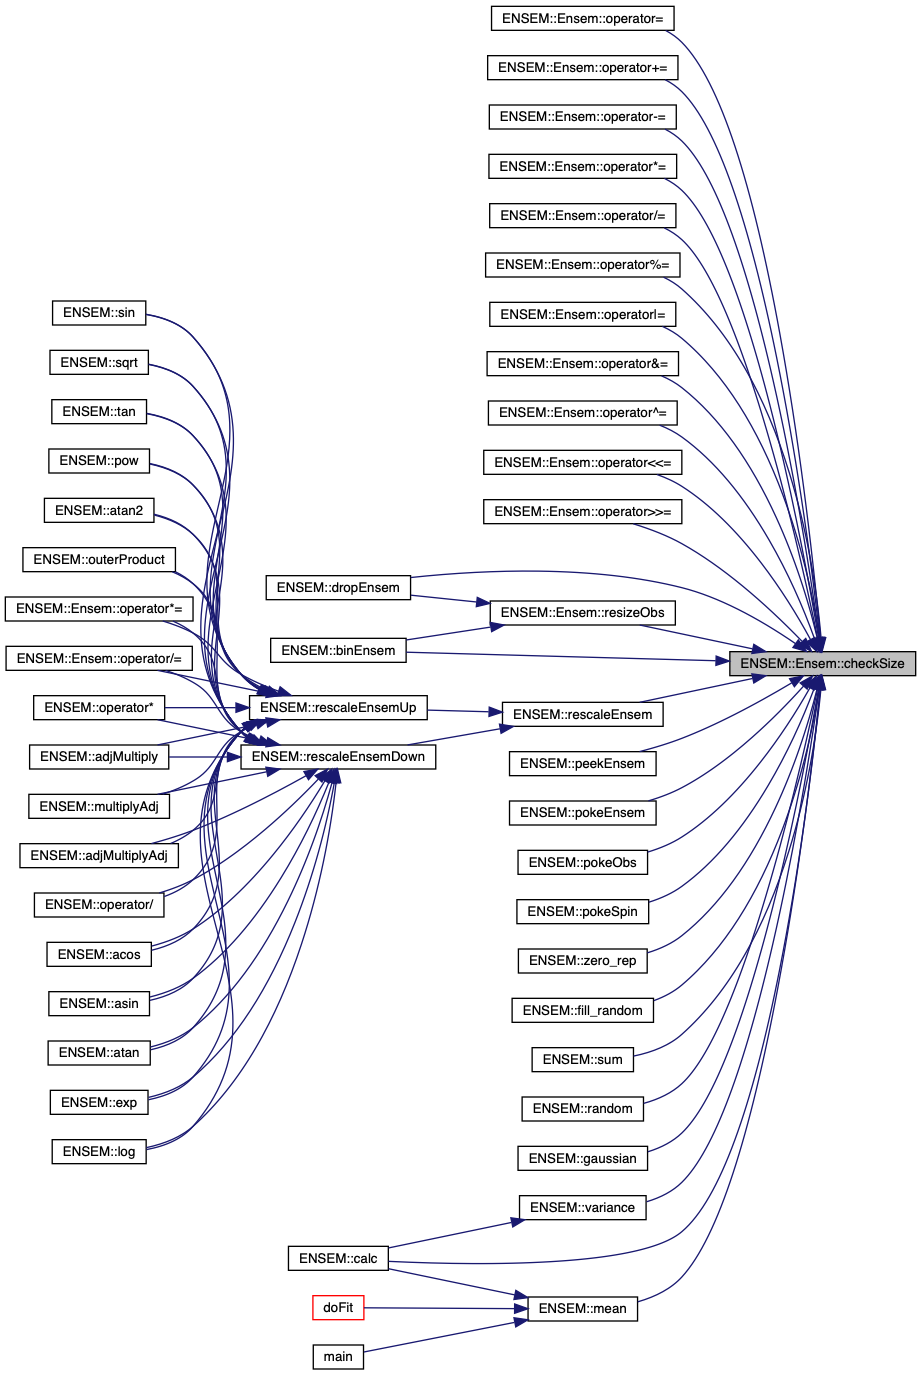 ENSEM::Ensem::operator=
ENSEM::Ensem::operator+=
ENSEM::Ensem::operator-=
ENSEM::Ensem::operator*=
ENSEM::Ensem::operator/=
ENSEM::Ensem::operator%=
ENSEM::Ensem::operator|=
ENSEM::Ensem::operator&=
ENSEM::Ensem::operator^=
ENSEM::Ensem::operator<<=
ENSEM::Ensem::operator>>=
ENSEM::dropEnsem
ENSEM::Ensem::resizeObs
ENSEM::binEnsem
ENSEM::Ensem::checkSize
ENSEM::sin
ENSEM::sqrt
ENSEM::tan
ENSEM::pow
ENSEM::atan2
ENSEM::outerProduct
ENSEM::Ensem::operator*=
ENSEM::Ensem::operator/=
ENSEM::operator*
ENSEM::adjMultiply
ENSEM::multiplyAdj
ENSEM::adjMultiplyAdj
ENSEM::operator/
ENSEM::acos
ENSEM::asin
ENSEM::atan
ENSEM::exp
ENSEM::log
ENSEM::rescaleEnsemUp
ENSEM::rescaleEnsemDown
ENSEM::rescaleEnsem
ENSEM::peekEnsem
ENSEM::pokeEnsem
ENSEM::pokeObs
ENSEM::pokeSpin
ENSEM::zero_rep
ENSEM::fill_random
ENSEM::sum
ENSEM::random
ENSEM::gaussian
ENSEM::variance
ENSEM::calc
ENSEM::mean
doFit
main